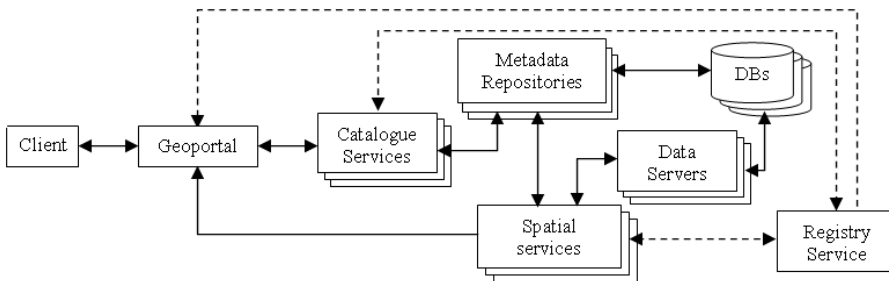 Metadata
Repositories
DBs
Client
Geoportal
Catalogue
Services
Data
Servers
Spatial
services
Registry
Service